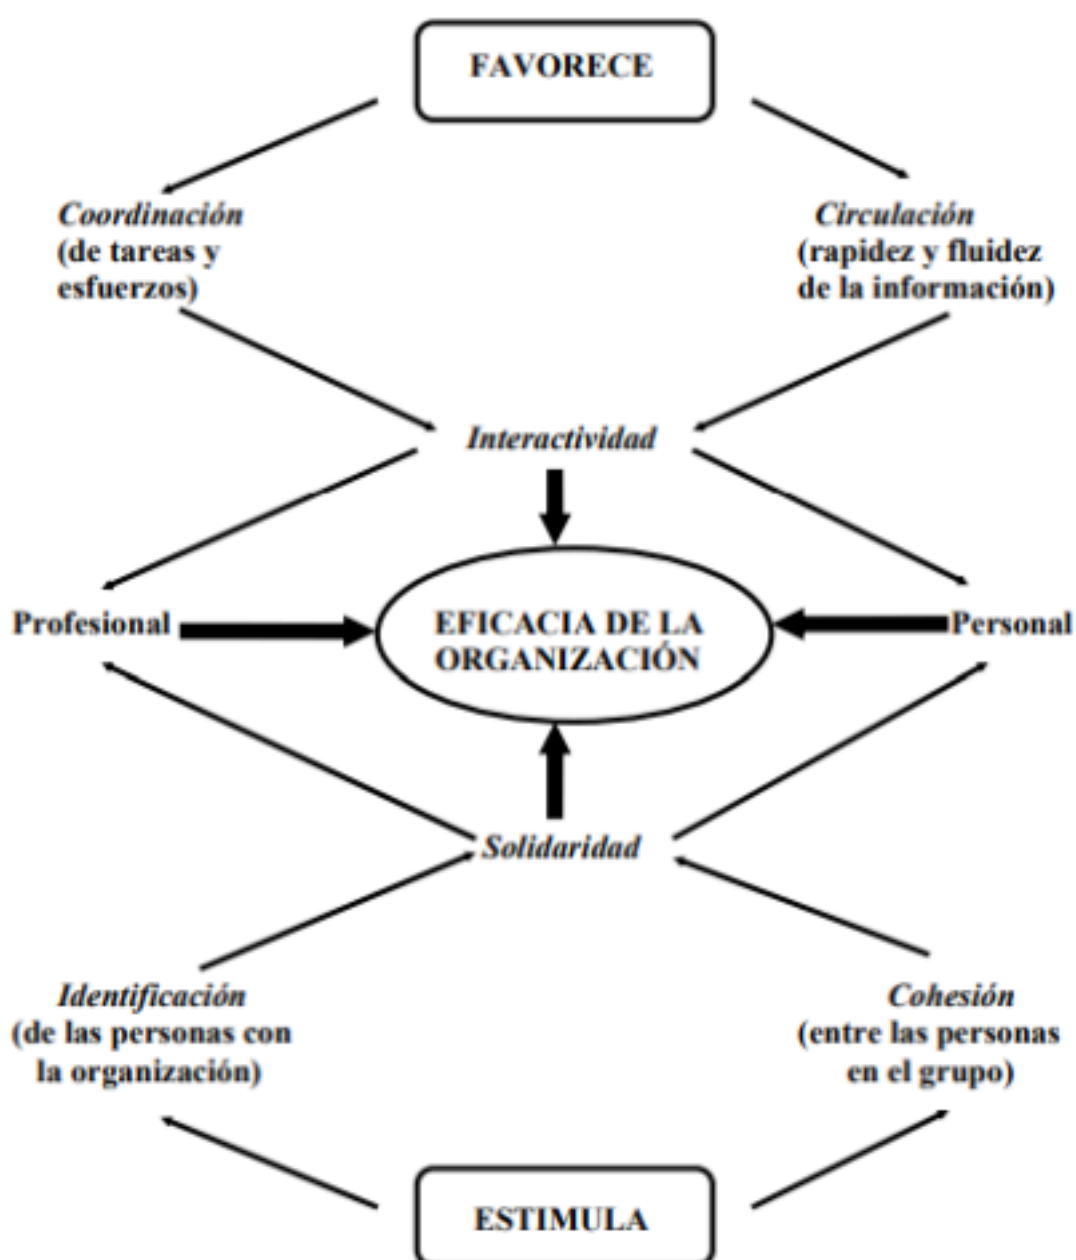 FAVORECE
Coordinación
(de tareas y
esfuerzos)
Circulación
(rapidez y fluidez
de la información)
Interactividad
Profesional
EFICACIA DE LA
ORGANIZACIÓN
Personal
Solidaridad
Identificación
(de las personas con
la organización)
Cohesión
(entre las personas
en el grupo)
ESTIMULA